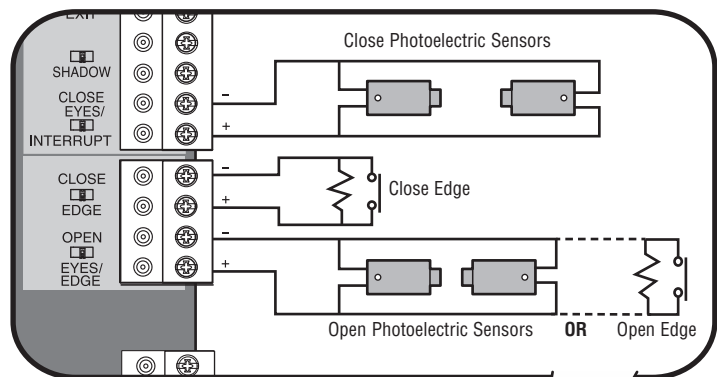 EXIT
SHADOW
CLOSE
EYES/
INTERRUPT
CLOSE
EDGE
OPEN
EYES/
EDGE
Close Photoelectric Sensors
-
+
-
+
Close Edge
-
+
Open Photoelectric Sensors OR Open Edge